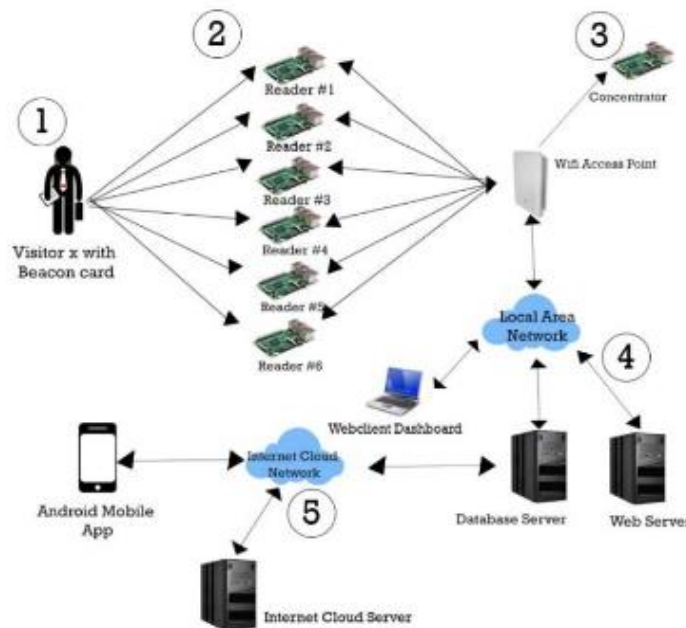 1
2
3
Reader #1
Reader #2
Reader #3
Reader #4
Reader #5
Reader #6
Concentrator
Wifi Access Point
Visitor x with
Beacon card
Local Area
Network
4
Webclient Dashboard
Internet Cloud
Network
5
Android Mobile
App
Database Server
Web Server
Internet Cloud Server